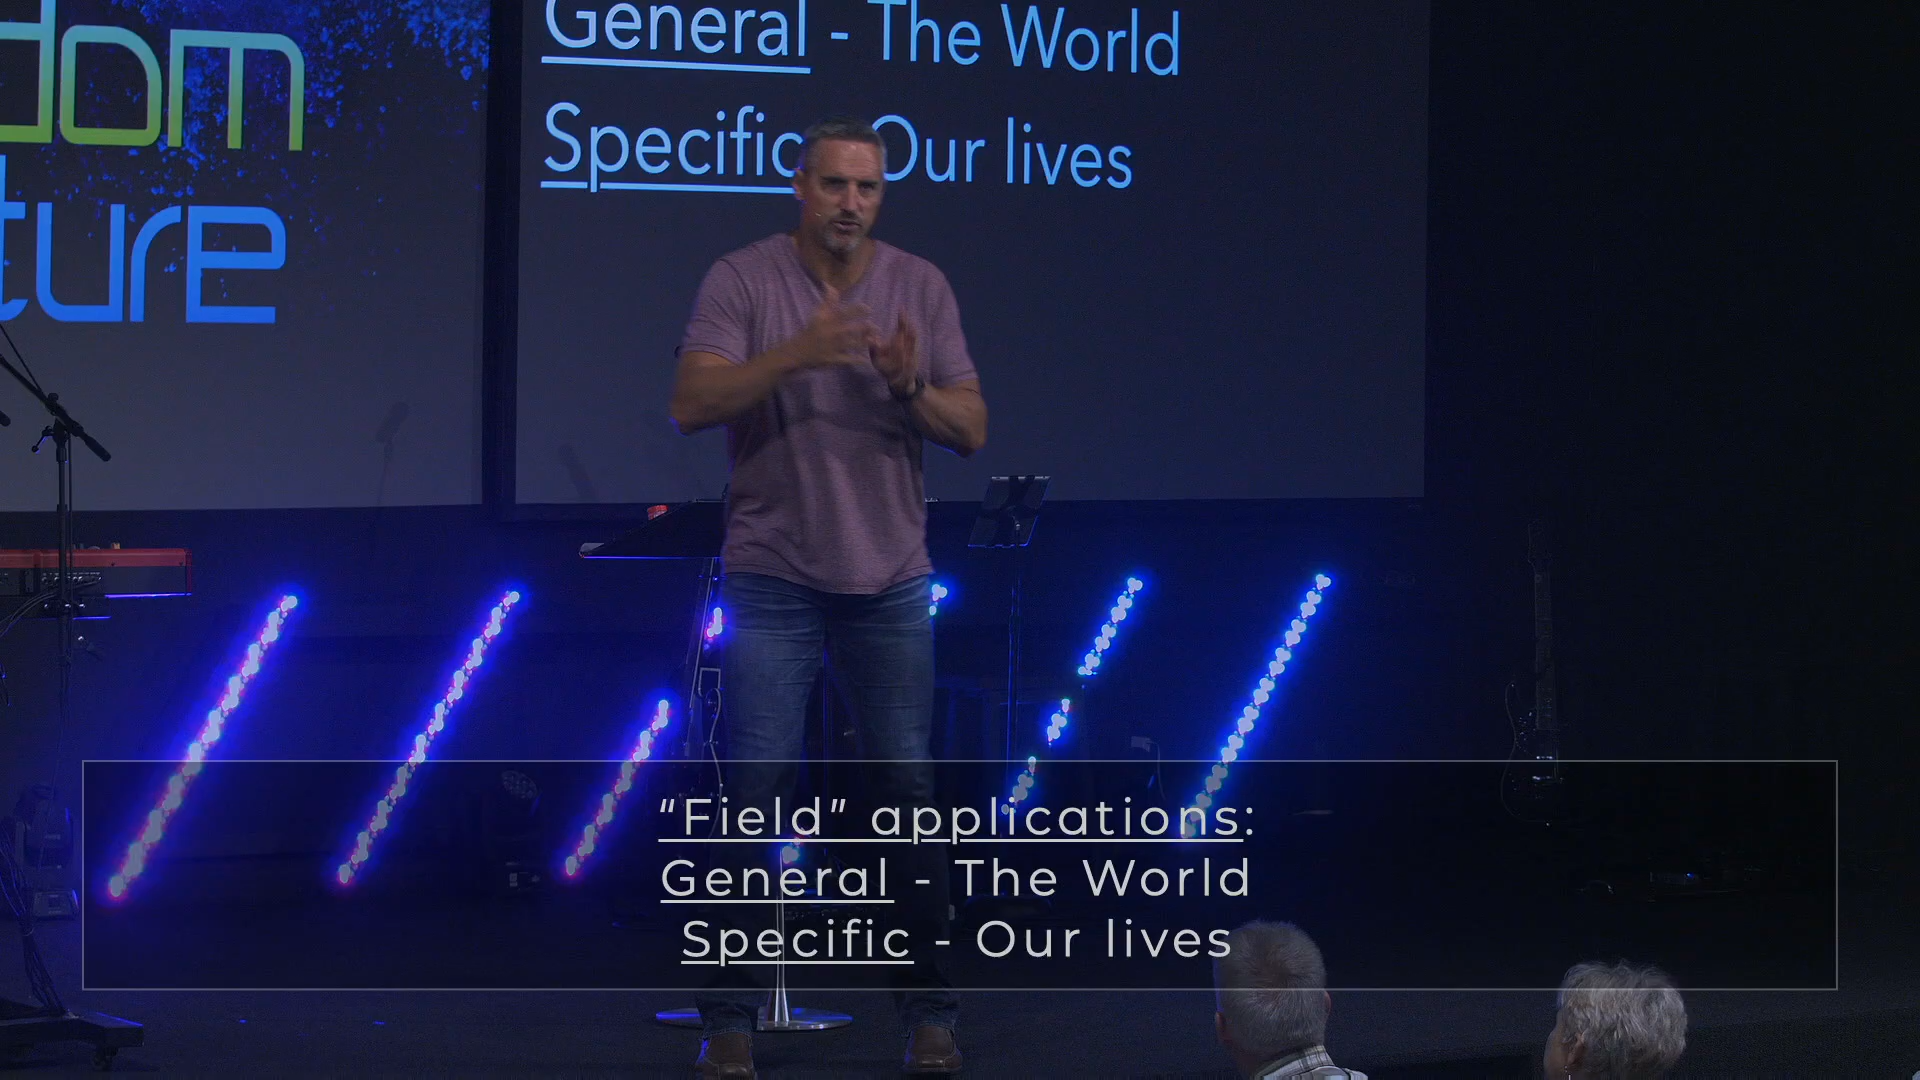 dom
ture
General - The World
Specific Our lives
“Field” applications:
General - The World
Specific - Our lives